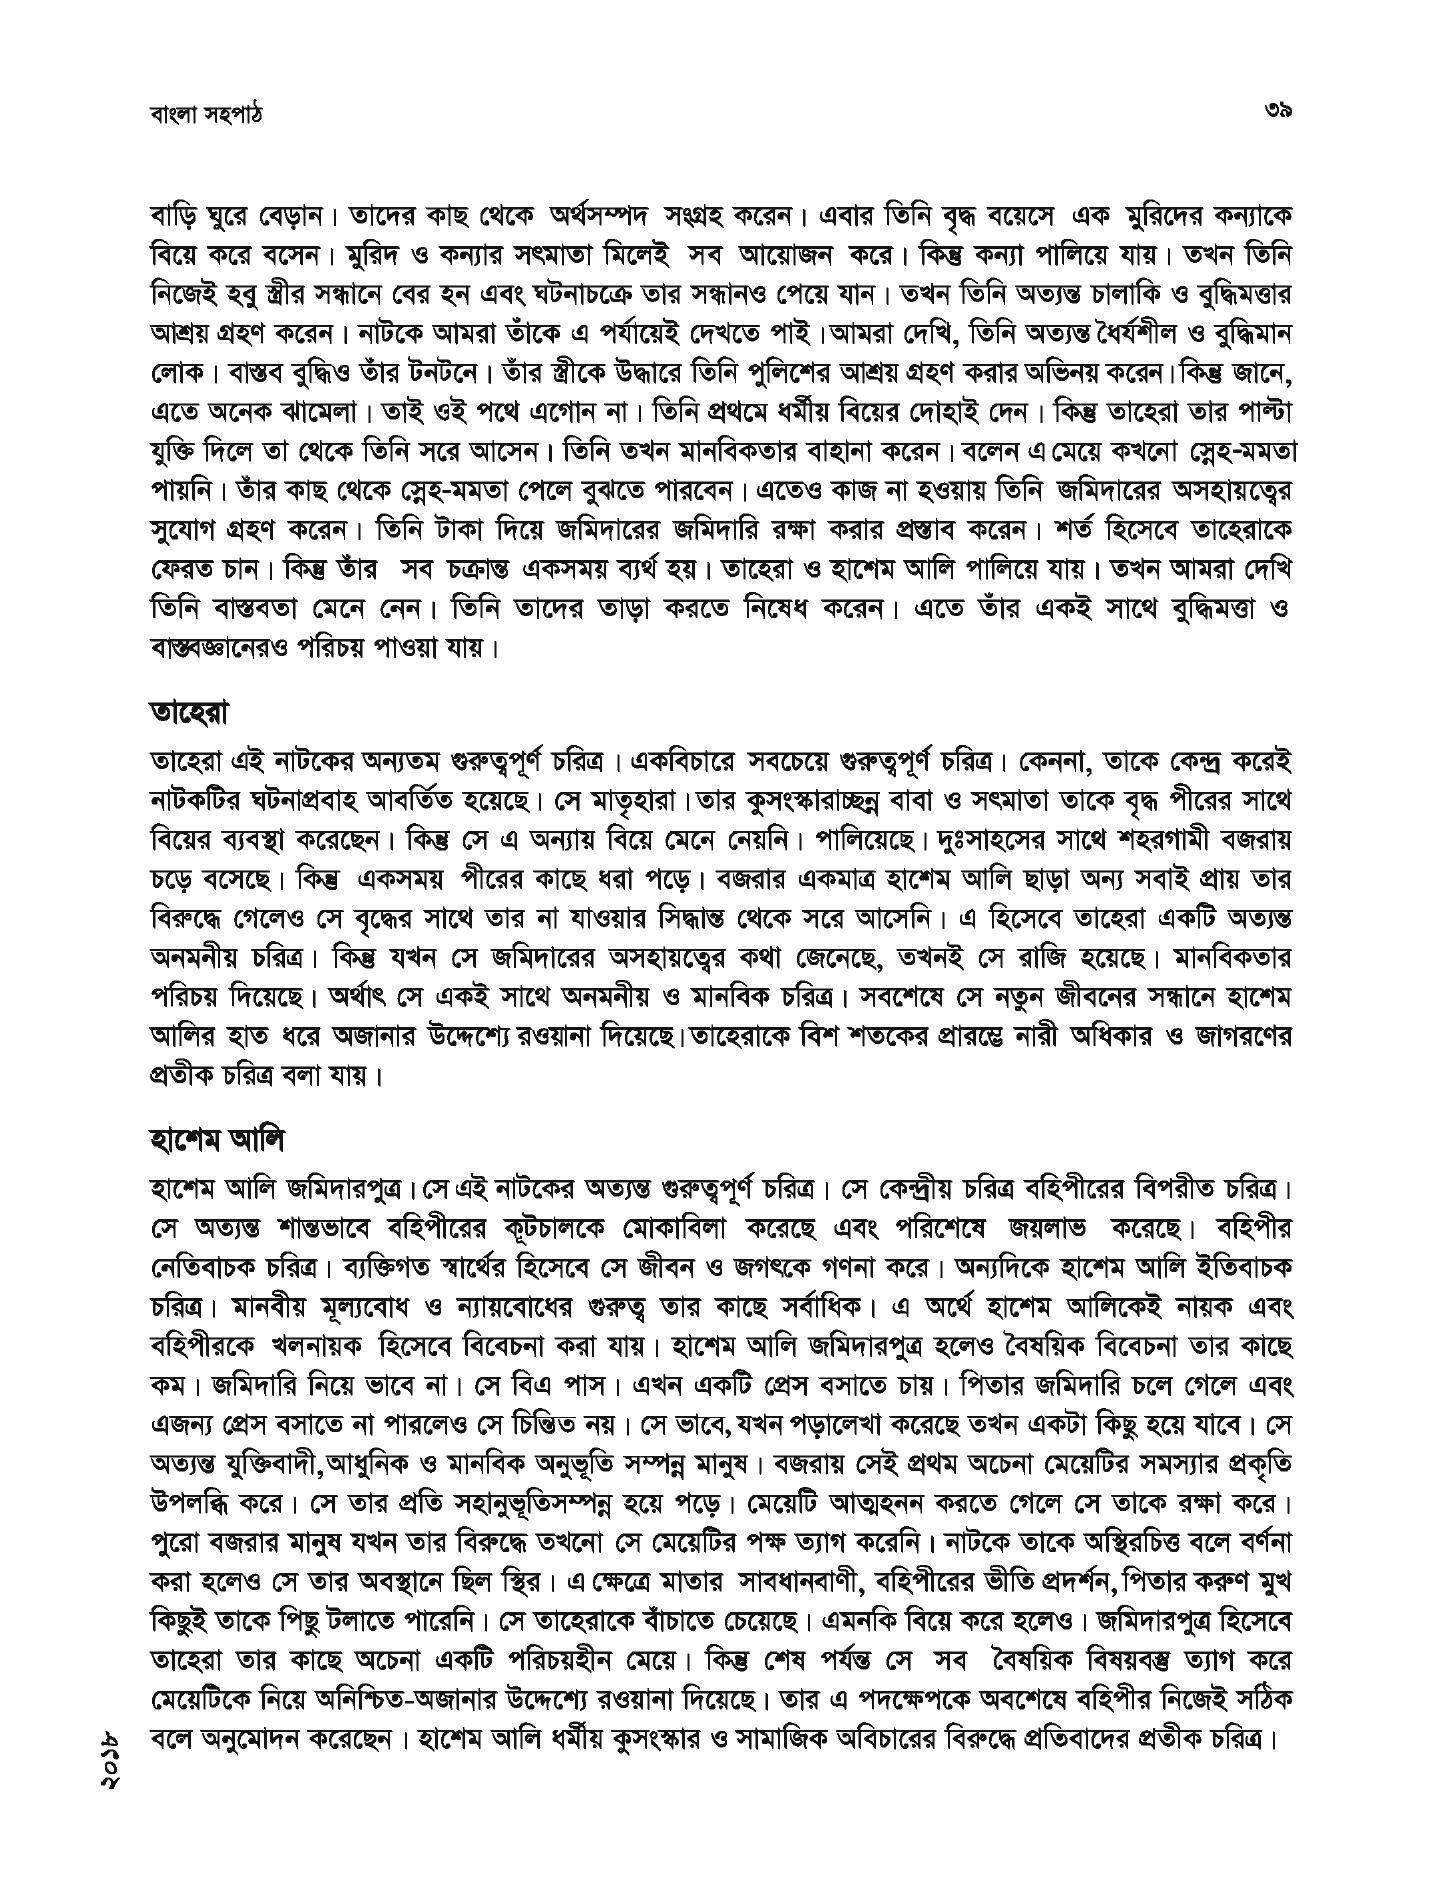 বাংলা সহপাঠ
৩৯
বাড়ি ঘুরে বেড়ান। তাদের কাছ থেকে অর্থসম্পদ সংগ্রহ করেন। এবার তিনি বৃদ্ধ বয়েসে এক মুরিদের কন্যাকে
বিয়ে করে বসেন। মুরিদ ও কন্যার সৎমাতা মিলেই সব আয়োজন করে। কিন্তু কন্যা পালিয়ে যায়। তখন তিনি
নিজেই হবু স্ত্রীর সন্ধানে বের হন এবং ঘটনাচক্রে তার সন্ধানও পেয়ে যান। তখন তিনি অত্যন্ত চালাকি ও বুদ্ধিমত্তার
আশ্রয় গ্রহণ করেন। নাটকে আমরা তাঁকে এ পর্যায়েই দেখতে পাই।আমরা দেখি, তিনি অত্যন্ত ধৈর্যশীল ও বুদ্ধিমান
লোক। বাস্তব বুদ্ধিও তাঁর টনটনে। তাঁর স্ত্রীকে উদ্ধারে তিনি পুলিশের আশ্রয় গ্রহণ করার অভিনয় করেন।কিন্তু জানে,
এতে অনেক ঝামেলা। তাই ওই পথে এগোন না। তিনি প্রথমে ধর্মীয় বিয়ের দোহাই দেন। কিন্তু তাহেরা তার পাল্টা
যুক্তি দিলে তা থেকে তিনি সরে আসেন। তিনি তখন মানবিকতার বাহানা করেন। বলেন এ মেয়ে কখনো স্নেহ-মমতা
পায়নি। তাঁর কাছ থেকে স্নেহ-মমতা পেলে বুঝতে পারবেন। এতেও কাজ না হওয়ায় তিনি জমিদারের অসহায়ত্বের
সুযোগ গ্রহণ করেন। তিনি টাকা দিয়ে জমিদারের জমিদারি রক্ষা করার প্রস্তাব করেন। শর্ত হিসেবে তাহেরাকে
ফেরত চান। কিন্তু তাঁর সব চক্রান্ত একসময় ব্যর্থ হয়। তাহেরা ও হাশেম আলি পালিয়ে যায়। তখন আমরা দেখি
তিনি বাস্তবতা মেনে নেন। তিনি তাদের তাড়া করতে নিষেধ করেন। এতে তাঁর একই সাথে বুদ্ধিমত্তা ও
বাস্তবজ্ঞানেরও পরিচয় পাওয়া যায়।
তাহেরা
তাহেরা এই নাটকের অন্যতম গুরুত্বপূর্ণ চরিত্র। একবিচারে সবচেয়ে গুরুত্বপূর্ণ চরিত্র। কেননা, তাকে কেন্দ্র করেই
নাটকটির ঘটনাপ্রবাহ আবর্তিত হয়েছে। সে মাতৃহারা।তার কুসংস্কারাচ্ছন্ন বাবা ও সৎমাতা তাকে বৃদ্ধ পীরের সাথে
বিয়ের ব্যবস্থা করেছেন। কিন্তু সে এ অন্যায় বিয়ে মেনে নেয়নি। পালিয়েছে। দুঃসাহসের সাথে শহরগামী বজরায়
চড়ে বসেছে। কিন্তু একসময় পীরের কাছে ধরা পড়ে। বজরার একমাত্র হাশেম আলি ছাড়া অন্য সবাই প্রায় তার
বিরুদ্ধে গেলেও সে বৃদ্ধের সাথে তার না যাওয়ার সিদ্ধান্ত থেকে সরে আসেনি। এ হিসেবে তাহেরা একটি অত্যন্ত
অনমনীয় চরিত্র। কিন্তু যখন সে জমিদারের অসহায়ত্বের কথা জেনেছে, তখনই সে রাজি হয়েছে। মানবিকতার
পরিচয় দিয়েছে। অর্থাৎ সে একই সাথে অনমনীয় ও মানবিক চরিত্র। সবশেষে সে নতুন জীবনের সন্ধানে হাশেম
আলির হাত ধরে অজানার উদ্দেশ্যে রওয়ানা দিয়েছে।তাহেরাকে বিশ শতকের প্রারম্ভে নারী অধিকার ও জাগরণের
প্রতীক চরিত্র বলা যায়।
হাশেম আলি
হাশেম আলি জমিদারপুত্র।সে এই নাটকের অত্যন্ত গুরুত্বপূর্ণ চরিত্র। সে কেন্দ্রীয় চরিত্র বহিপীরের বিপরীত চরিত্র।
সে অত্যন্ত শান্তভাবে বহিপীরের কূটচালকে মোকাবিলা করেছে এবং পরিশেষে জয়লাভ করেছে। বহিপীর
নেতিবাচক চরিত্র। ব্যক্তিগত স্বার্থের হিসেবে সে জীবন ও জগৎকে গণনা করে। অন্যদিকে হাশেম আলি ইতিবাচক
চরিত্র। মানবীয় মূল্যবোধ ও ন্যায়বোধের গুরুত্ব তার কাছে সর্বাধিক। এ অর্থে হাশেম আলিকেই নায়ক এবং
বহিপীরকে খলনায়ক হিসেবে বিবেচনা করা যায়। হাশেম আলি জমিদারপুত্র হলেও বৈষয়িক বিবেচনা তার কাছে
কম। জমিদারি নিয়ে ভাবে না। সে বিএ পাস। এখন একটি প্রেস বসাতে চায়। পিতার জমিদারি চলে গেলে এবং
এজন্য প্রেস বসাতে না পারলেও সে চিন্তিত নয়। সে ভাবে, যখন পড়ালেখা করেছে তখন একটা কিছু হয়ে যাবে। সে
অত্যন্ত যুক্তিবাদী,আধুনিক ও মানবিক অনুভূতি সম্পন্ন মানুষ। বজরায় সেই প্রথম অচেনা মেয়েটির সমস্যার প্রকৃতি
উপলব্ধি করে। সে তার প্রতি সহানুভূতিসম্পন্ন হয়ে পড়ে। মেয়েটি আত্মহনন করতে গেলে সে তাকে রক্ষা করে।
পুরো বজরার মানুষ যখন তার বিরুদ্ধে তখনো সে মেয়েটির পক্ষ ত্যাগ করেনি। নাটকে তাকে অস্থিরচিত্ত বলে বর্ণনা
করা হলেও সে তার অবস্থানে ছিল স্থির। এ ক্ষেত্রে মাতার সাবধানবাণী, বহিপীরের ভীতি প্রদর্শন,পিতার করুণ মুখ
কিছুই তাকে পিছু টলাতে পারেনি। সে তাহেরাকে বাঁচাতে চেয়েছে। এমনকি বিয়ে করে হলেও। জমিদারপুত্র হিসেবে
তাহেরা তার কাছে অচেনা একটি পরিচয়হীন মেয়ে। কিন্তু শেষ পর্যন্ত সে সব বৈষয়িক বিষয়বস্তু ত্যাগ করে
মেয়েটিকে নিয়ে অনিশ্চিত-অজানার উদ্দেশ্যে রওয়ানা দিয়েছে। তার এ পদক্ষেপকে অবশেষে বহিপীর নিজেই সঠিক
বলে অনুমোদন করেছেন। হাশেম আলি ধর্মীয় কুসংস্কার ও সামাজিক অবিচারের বিরুদ্ধে প্রতিবাদের প্রতীক চরিত্র।
২০১৮